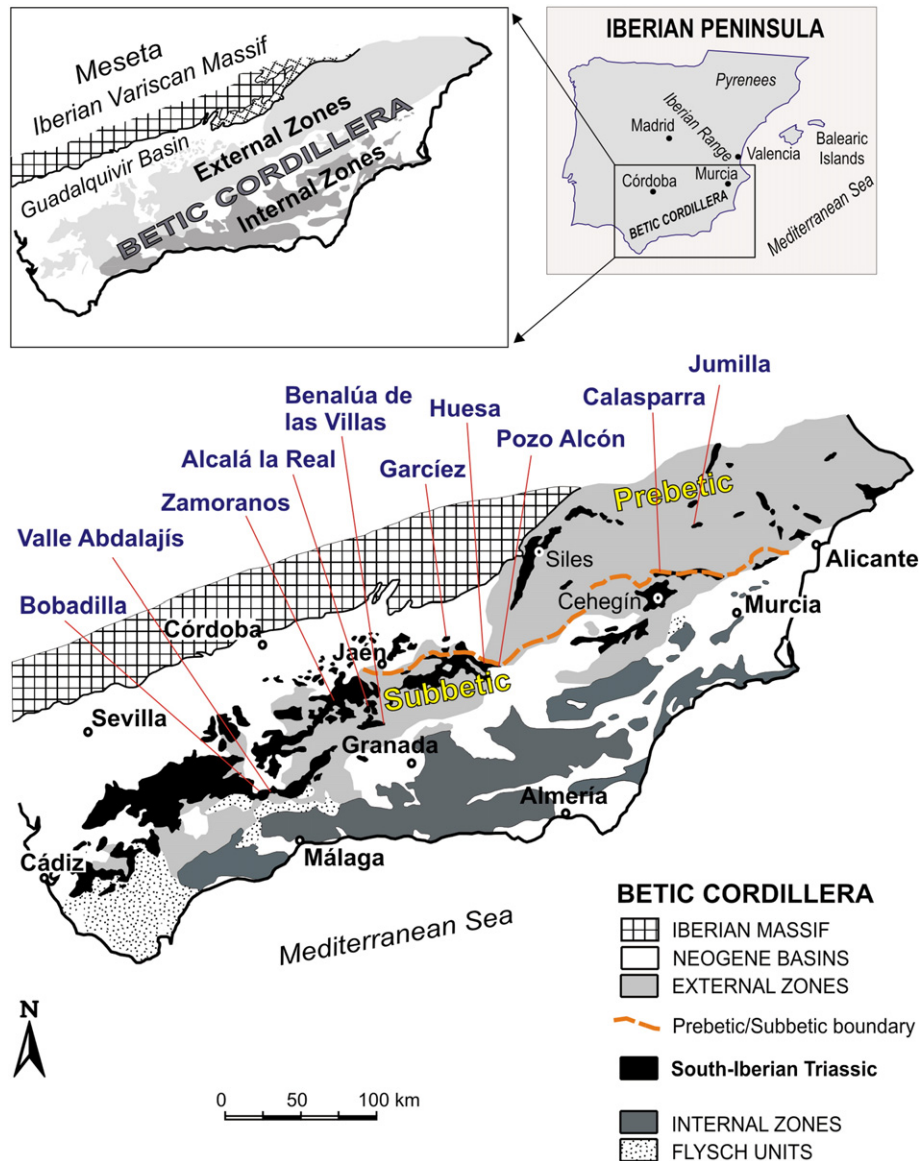 Meseta
Iberian Variscan Massif
Guadalquivir Basin
External Zones
BETIC CORDILLERA
Internal Zones
IBERIAN PENINSULA
Pyrenees
Iberian Range
Madrid
Valencia
Balearic
Islands
Córdoba
Murcia
BETIC CORDILLERA
Mediterranean Sea
Jumilla
Benalúa de
las Villas
Huesa
Calasparra
Pozo Alcón
Alcalá la Real
Garcíez
Zamoranos
Prebetic
Valle Abdalajís
Siles
Alicante
Bobadilla
Cehegín
Murcia
Córdoba
Jaén
Subbetic
Sevilla
Granada
Almería
Málaga
Cádiz
Mediterranean Sea
BETIC CORDILLERA
IBERIAN MASSIF
NEOGENE BASINS
EXTERNAL ZONES
Prebetic/Subbetic boundary
South-Iberian Triassic
INTERNAL ZONES
FLYSCH UNITS
N
0 50 100 km